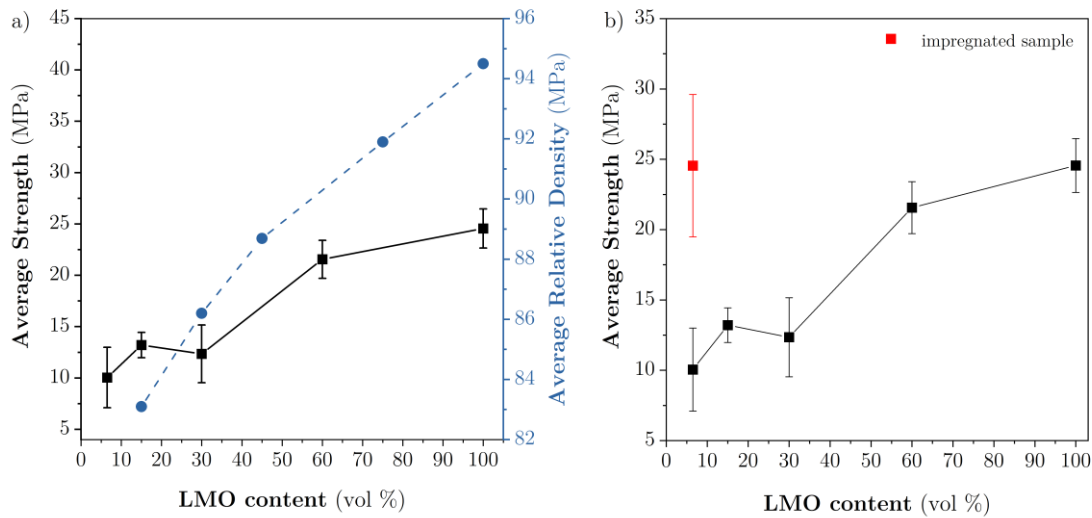 a)
45
40
35
30
25
20
15
10
5
Average Strength (MPa)
0 10 20 30 40 50 60 70 80 90 100
LMO content (vol %)
96
94
92
90
88
86
84
82
Average Relative Density (MPa)
b)
35
30
25
20
15
10
5
Average Strength (MPa)
impregnated sample
0 10 20 30 40 50 60 70 80 90 100
LMO content (vol %)